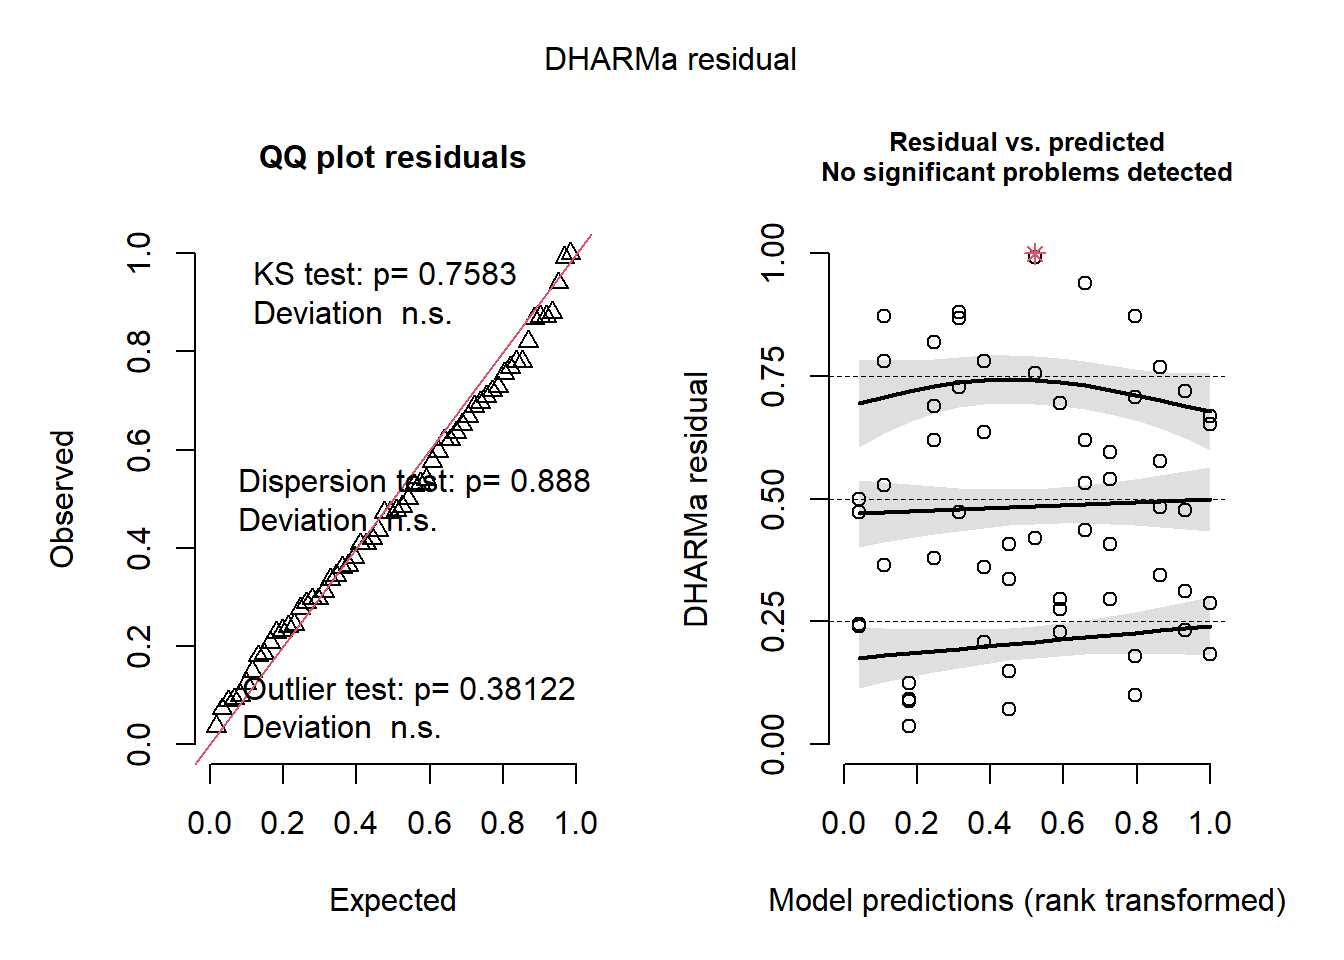 DHARMa residual
QQ plot residuals
KS test: p= 0.7583
Deviation  n.s.
Dispersion test: p= 0.888
Deviation  n.s.
Outlier test: p= 0.38122
Deviation  n.s.
Observed
0.0 0.2 0.4 0.6 0.8 1.0
0.0 0.2 0.4 0.6 0.8 1.0
Expected
Residual vs. predicted
No significant problems detected
DHARMa residual
0.00 0.25 0.50 0.75 1.00
0.0 0.2 0.4 0.6 0.8 1.0
Model predictions (rank transformed)